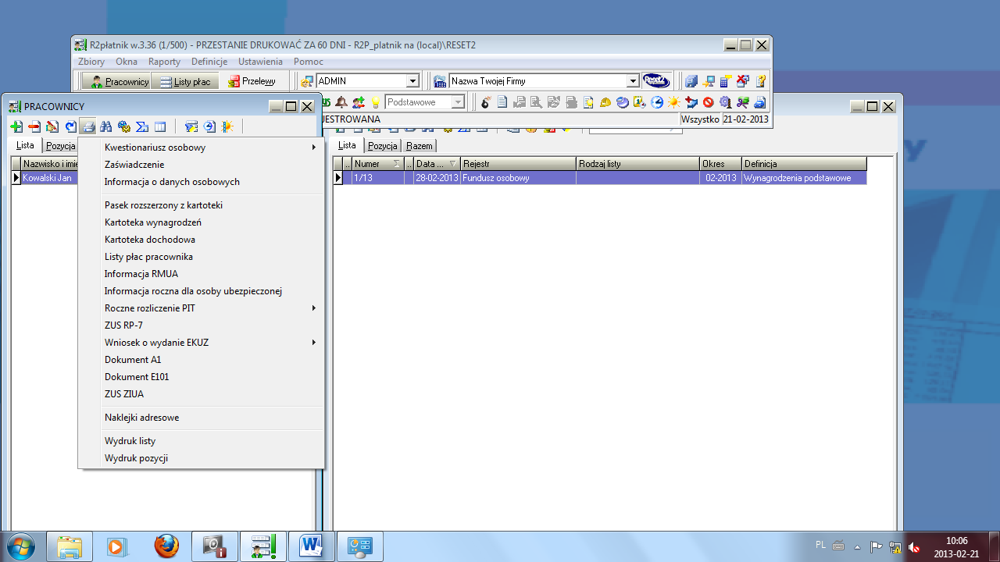 R2płatnik w.3.36 (1/500) - PRZESTANIE DRUKOWAĆ ZA 60 DNI - R2P_platnik na (local)\RESET2
Zbiory Okna Raporty Definicje Ustawienia Pomoc
Pracownicy Listy płac Przelewy ADMIN Nazwa Twojej Firmy Reset2
Podstawowe
JESTROWANA Wszystko 21-02-2013
PRACOWNICY
Lista Pozycja
Nazwisko i imię
Kowalski Jan
Kwestionariusz osobowy
Zaświadczenie
Informacja o danych osobowych
Pasek rozszerzony z kartoteki
Kartoteka wynagrodzeń
Kartoteka dochodowa
Listy płac pracownika
Informacja RMUA
Informacja roczna dla osoby ubezpieczonej
Roczne rozliczenie PIT
ZUS RP-7
Wniosek o wydanie EKUZ
Dokument A1
Dokument E101
ZUS ZIUA
Naklejki adresowe
Wydruk listy
Wydruk pozycji
Lista Pozycja Razem
.. Numer .. Data ... Rejestr Rodzaj listy Okres Definicja
1/13 28-02-2013 Fundusz osobowy 02-2013 Wynagrodzenia podstawowe
PL 10:06
2013-02-21